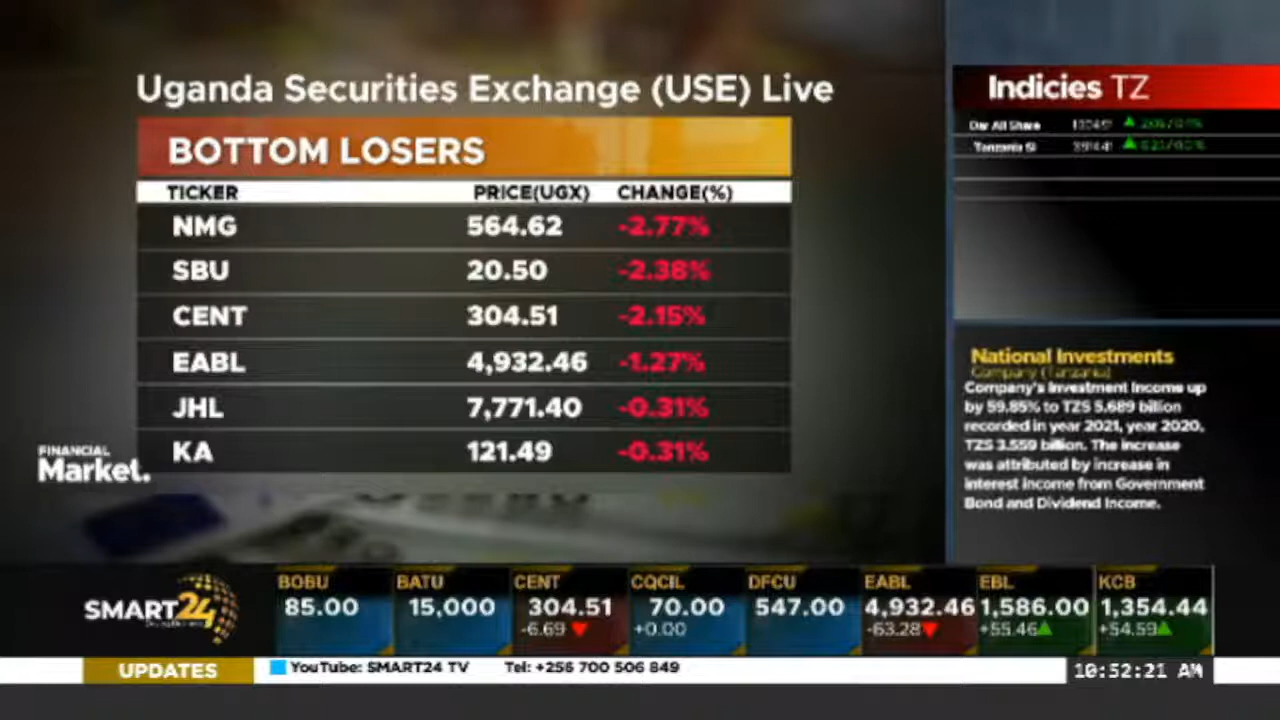 Uganda Securities Exchange (USE) Live
BOTTOM LOSERS
TICKER PRICE(UGX) CHANGE(%)
NMG 564.62 -2.77%
SBU 20.50 -2.38%
CENT 304.51 -2.15%
EABL 4,932.46 -1.27%
JHL 7,771.40 -0.31%
KA 121.49 -0.31%
FINANCIAL
Market.
Indicies TZ
Dar All Share
Tanzania SI
National Investments
Company (Tanzania)
Company's Investment Income up
by 59.85% to TZS 5.689 billion
recorded in year 2021, year 2020,
TZS 3.559 billion. The increase
was attributed by increase in
interest income from Government
Bond and Dividend Income.
SMART24
BOBU BATU CENT CQCIL DFCU EABL EBL KCB
85.00 15,000 304.51 70.00 547.00 4,932.46 1,586.00 1,354.44
-6.69 +0.00 -63.28 +55.46 +54.59
UPDATES YouTube: SMART24 TV Tel: +256 700 506 849 10:52:21 AM